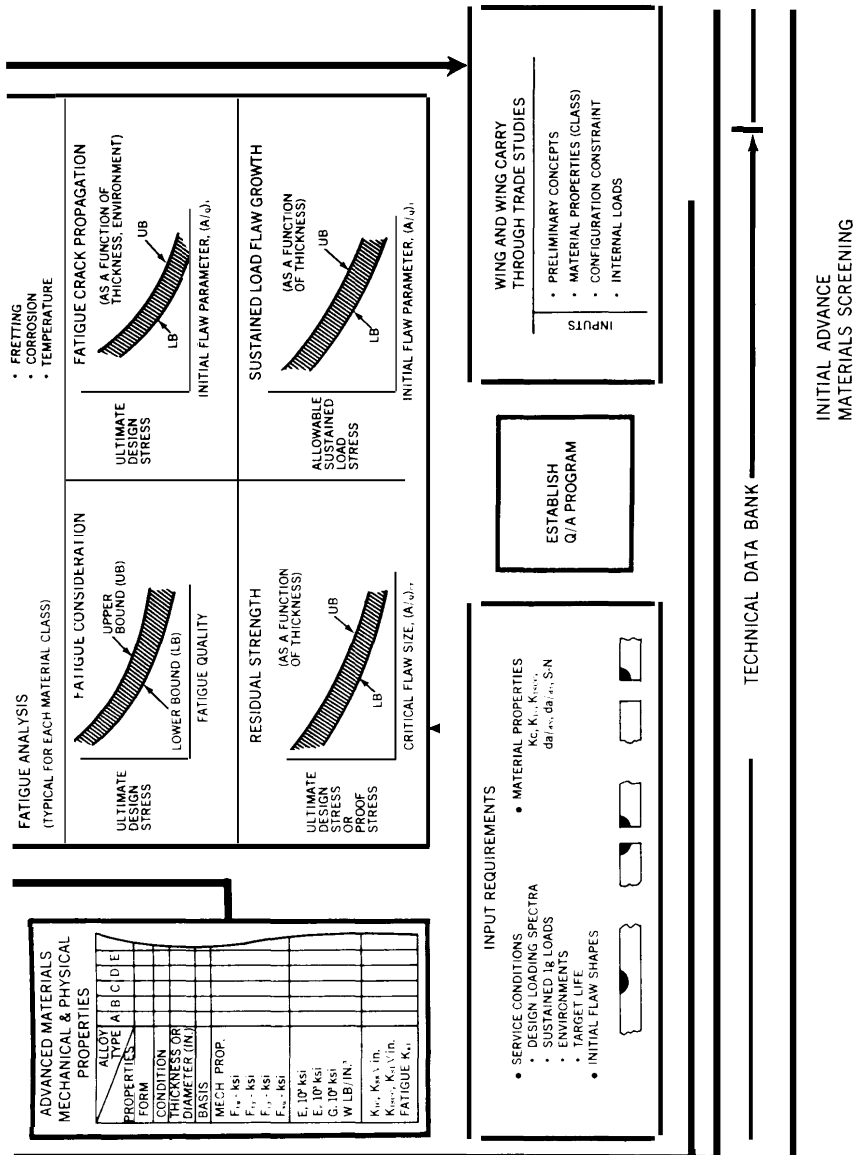 ADVANCED MATERIALS
MECHANICAL & PHYSICAL
PROPERTIES
ALLOY
TYPE
A
B
C
D
E
PROPERTIES
FORM
CONDITION
THICKNESS OR
DIAMETER (IN.)
BASIS
MECH PROP.
ksi
ksi
ksi
ksi
E, 10³ ksi
E, 10³ ksi
G, 10³ ksi
W LB/IN.³
in.
in.
FATIGUE
FATIGUE ANALYSIS
(TYPICAL FOR EACH MATERIAL CLASS)
• FRETTING
• CORROSION
• TEMPERATURE
FATIGUE CONSIDERATION
ULTIMATE
DESIGN
STRESS
UPPER
BOUND (UB)
LOWER BOUND (LB)
FATIGUE QUALITY
FATIGUE CRACK PROPAGATION
(AS A FUNCTION OF
THICKNESS, ENVIRONMENT)
ULTIMATE
DESIGN
STRESS
UB
LB
INITIAL FLAW PARAMETER, (A/Q)ᵢ
RESIDUAL STRENGTH
(AS A FUNCTION
OF THICKNESS)
ULTIMATE
DESIGN
STRESS
OR
PROOF
STRESS
UB
LB
CRITICAL FLAW SIZE,
SUSTAINED LOAD FLAW GROWTH
(AS A FUNCTION
OF THICKNESS)
ALLOWABLE
SUSTAINED
LOAD
STRESS
UB
LB
INITIAL FLAW PARAMETER, (A/Q)ᵢ
INPUT REQUIREMENTS
• SERVICE CONDITIONS
• DESIGN LOADING SPECTRA
• SUSTAINED 1g LOADS
• ENVIRONMENTS
• TARGET LIFE
• INITIAL FLAW SHAPES
• MATERIAL PROPERTIES
Kc,
S-N
ESTABLISH
Q/A PROGRAM
WING AND WING CARRY
THROUGH TRADE STUDIES
INPUTS
• PRELIMINARY CONCEPTS
• MATERIAL PROPERTIES (CLASS)
• CONFIGURATION CONSTRAINT
• INTERNAL LOADS
TECHNICAL DATA BANK
INITIAL ADVANCE
MATERIALS SCREENING